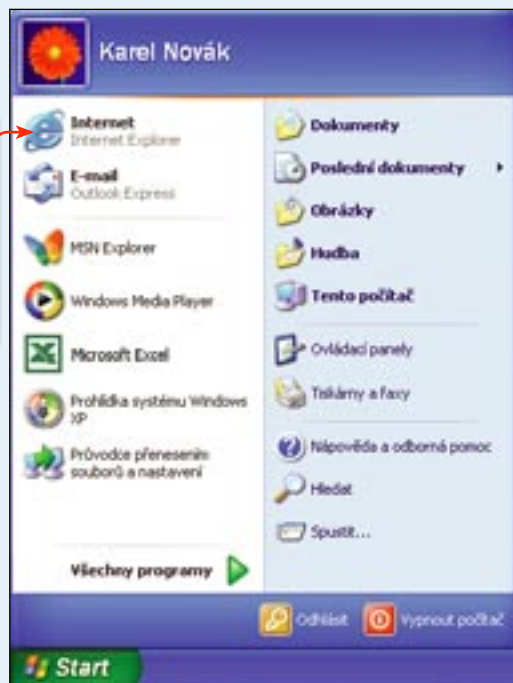 Karel Novák
Internet
Internet Explorer
E-mail
Outlook Express
MSN Explorer
Windows Media Player
Microsoft Excel
Prohlídka systému Windows
XP
Průvodce přenesením
souborů a nastavení
Všechny programy
Dokumenty
Poslední dokumenty
Obrázky
Hudba
Tento počítač
Ovládací panely
Tiskárny a faxy
Nápověda a odborná pomoc
Hledat
Spustit...
Odhlásit
Vypnout počítač
Start